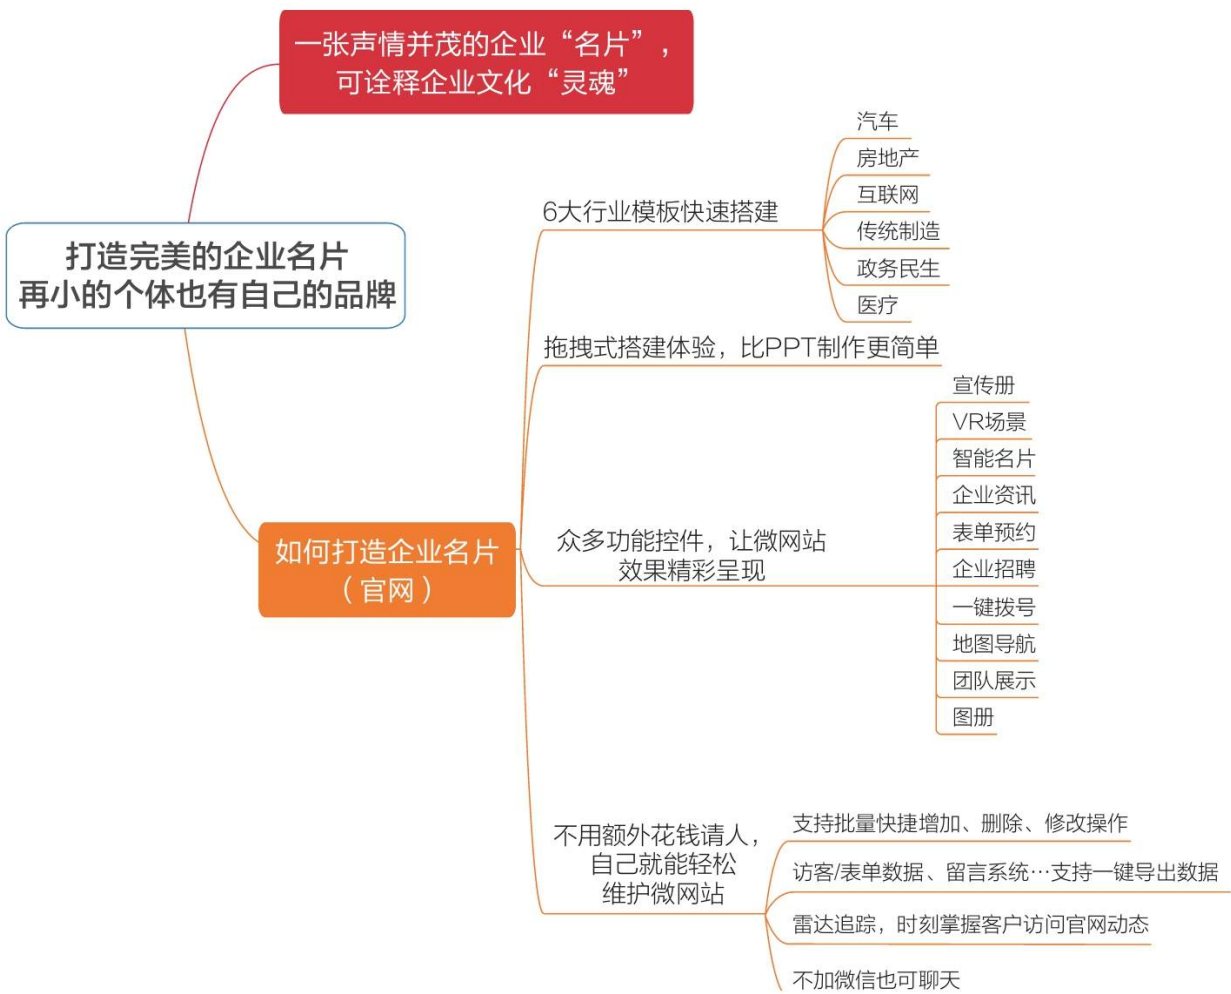 一张声情并茂的企业“名片”，
可诠释企业文化“灵魂”
打造完美的企业名片
再小的个体也有自己的品牌
如何打造企业名片
（官网）
6大行业模板快速搭建
汽车
房地产
互联网
传统制造
政务民生
医疗
拖拽式搭建体验，比PPT制作更简单
众多功能控件，让微网站
效果精彩呈现
宣传册
VR场景
智能名片
企业资讯
表单预约
企业招聘
一键拨号
地图导航
团队展示
图册
不用额外花钱请人，
自己就能轻松
维护微网站
支持批量快捷增加、删除、修改操作
访客/表单数据、留言系统…支持一键导出数据
雷达追踪，时刻掌握客户访问官网动态
不加微信也可聊天